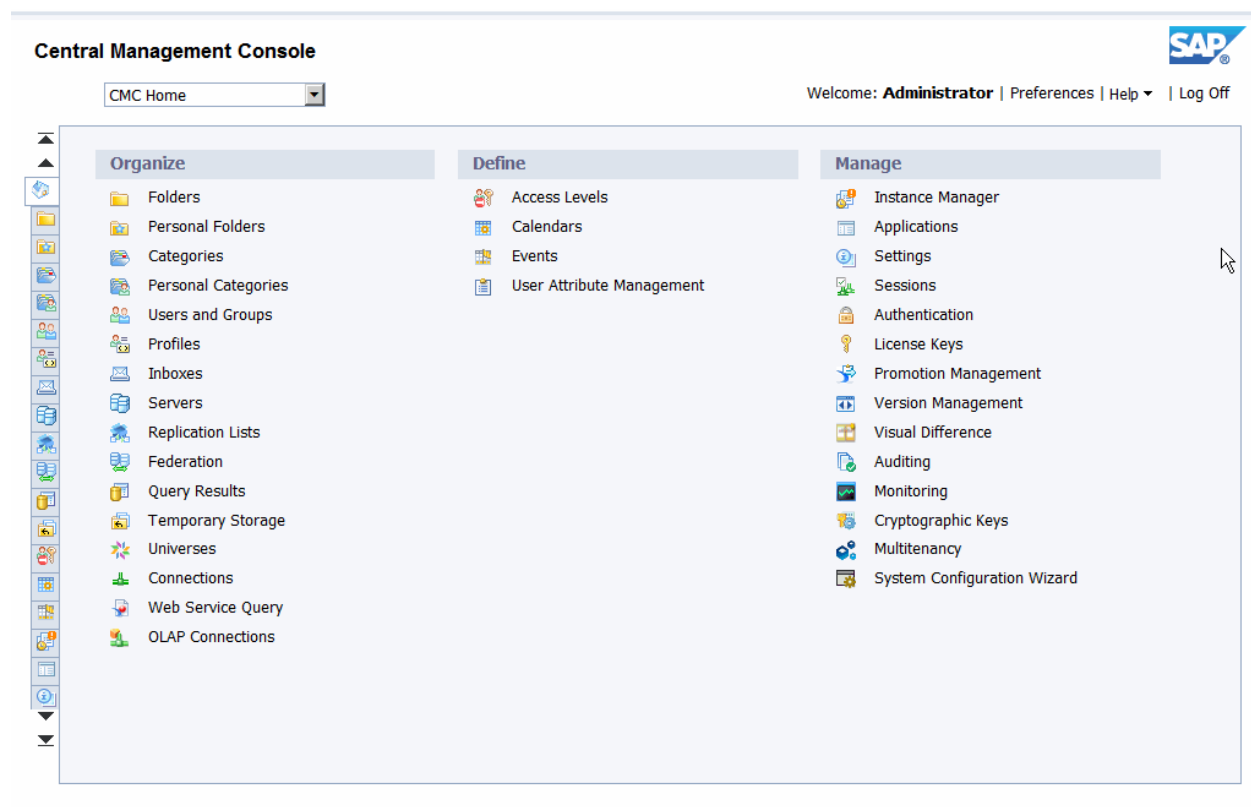 Central Management Console
SAP®
CMC Home
Welcome: Administrator | Preferences | Help | Log Off
Organize
Folders
Personal Folders
Categories
Personal Categories
Users and Groups
Profiles
Inboxes
Servers
Replication Lists
Federation
Query Results
Temporary Storage
Universes
Connections
Web Service Query
OLAP Connections
Define
Access Levels
Calendars
Events
User Attribute Management
Manage
Instance Manager
Applications
Settings
Sessions
Authentication
License Keys
Promotion Management
Version Management
Visual Difference
Auditing
Monitoring
Cryptographic Keys
Multitenancy
System Configuration Wizard